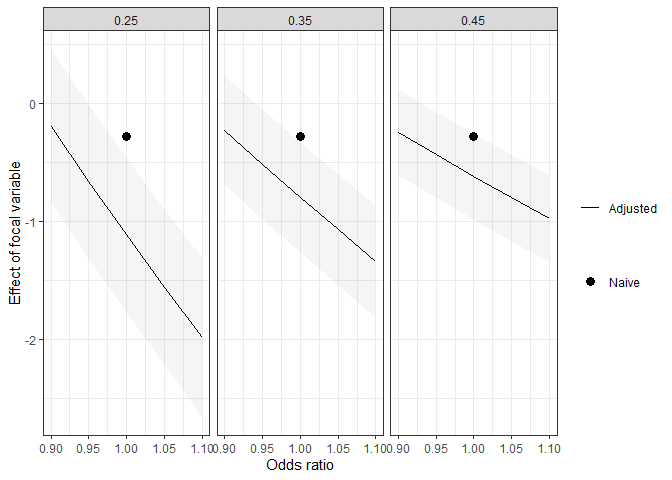 0.25 0.35 0.45
Effect of focal variable
0
-1
-2
0.90 0.95 1.00 1.05 1.10 0.90 0.95 1.00 1.05 1.10 0.90 0.95 1.00 1.05 1.10
Odds ratio
Adjusted
Naive